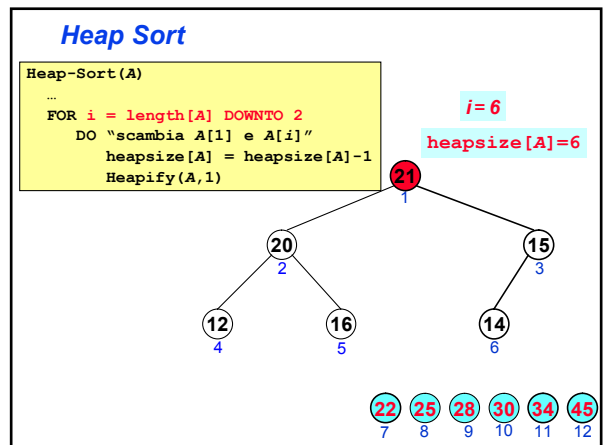 Heap Sort
Heap-Sort(A)
…
FOR i = length[A] DOWNTO 2
DO “scambia A[1] e A[i]”
heapsize[A] = heapsize[A]-1
Heapify(A,1)
i = 6
heapsize[A]=6
21
1
20
2
15
3
12
4
16
5
14
6
22 25 28 30 34 45
7 8 9 10 11 12